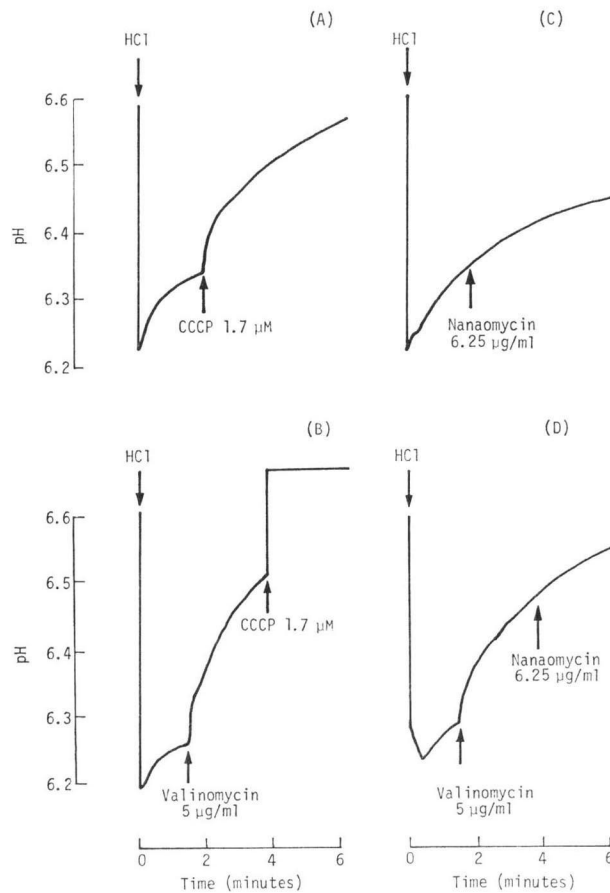 (A)
HCl
6.6
6.5
6.4
6.3
6.2
pH
CCCP 1.7 µM
(C)
HCl
Nanaomycin
6.25 µg/ml
(B)
HCl
6.6
6.5
6.4
6.3
6.2
pH
CCCP 1.7 µM
Valinomycin
5 µg/ml
0 2 4 6
Time (minutes)
(D)
HCl
Nanaomycin
6.25 µg/ml
Valinomycin
5 µg/ml
0 2 4 6
Time (minutes)